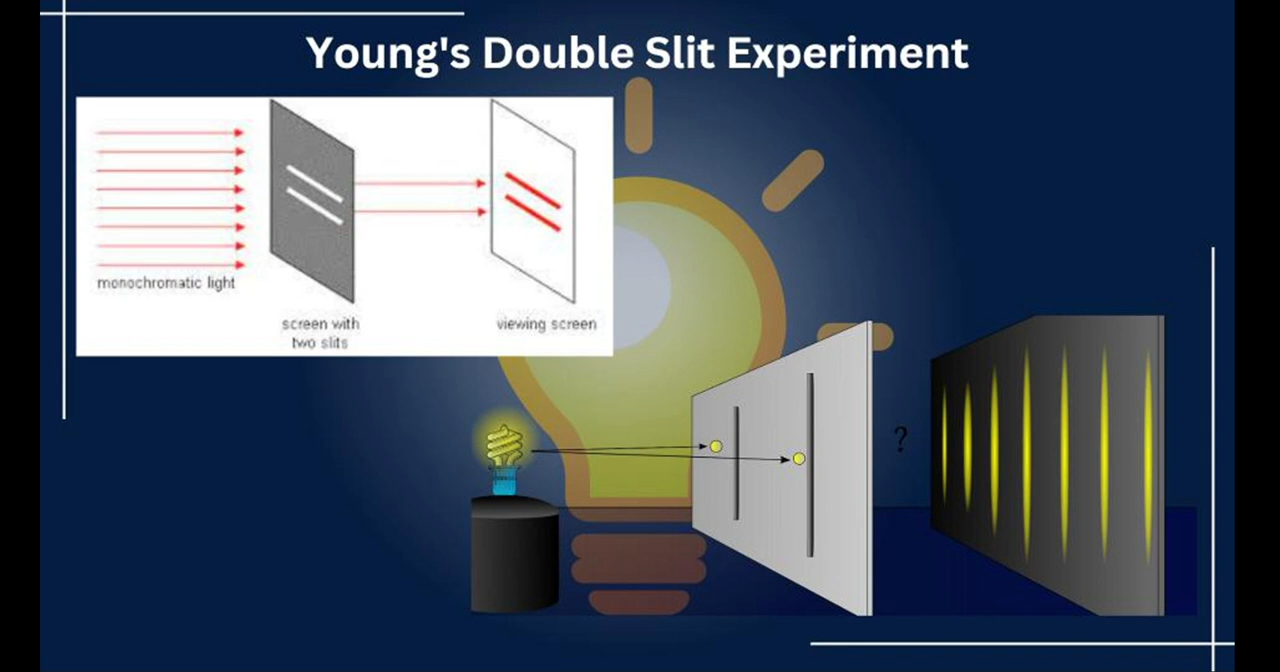 Young's Double Slit Experiment
monochromatic light
screen with
two slits
viewing screen
?